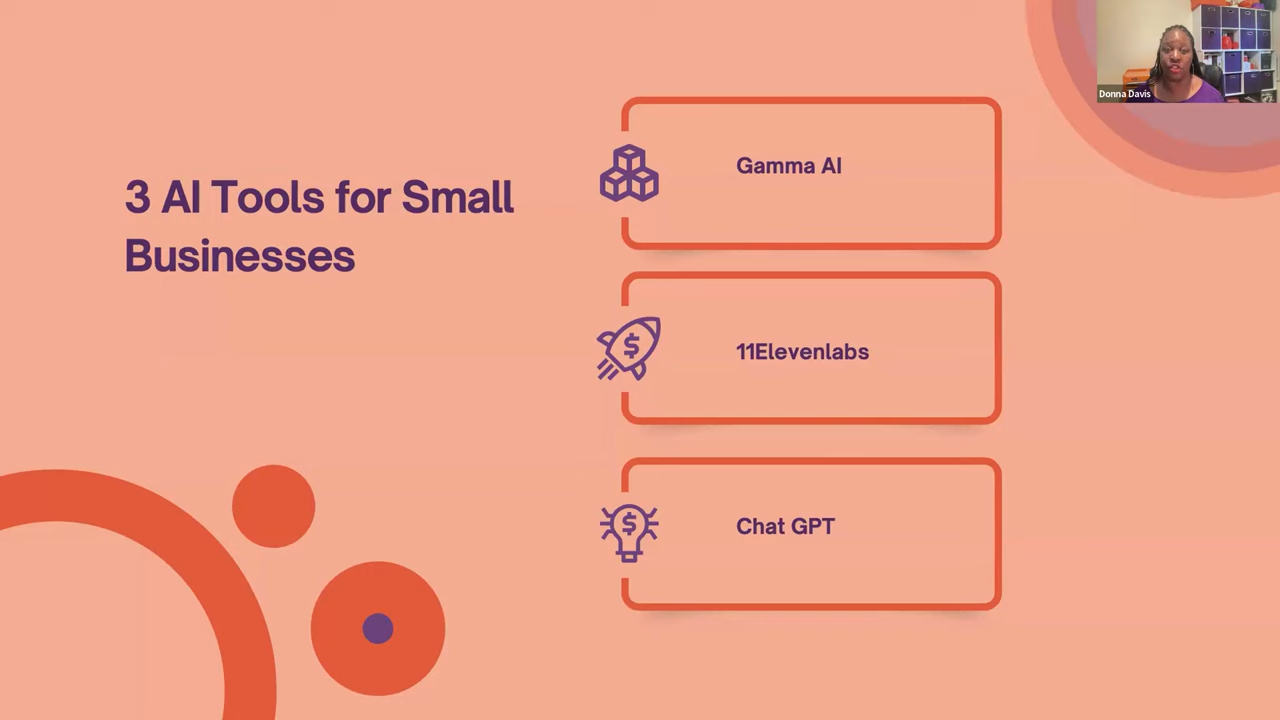 Donna Davis
3 AI Tools for Small
Businesses
Gamma AI
11Elevenlabs
Chat GPT